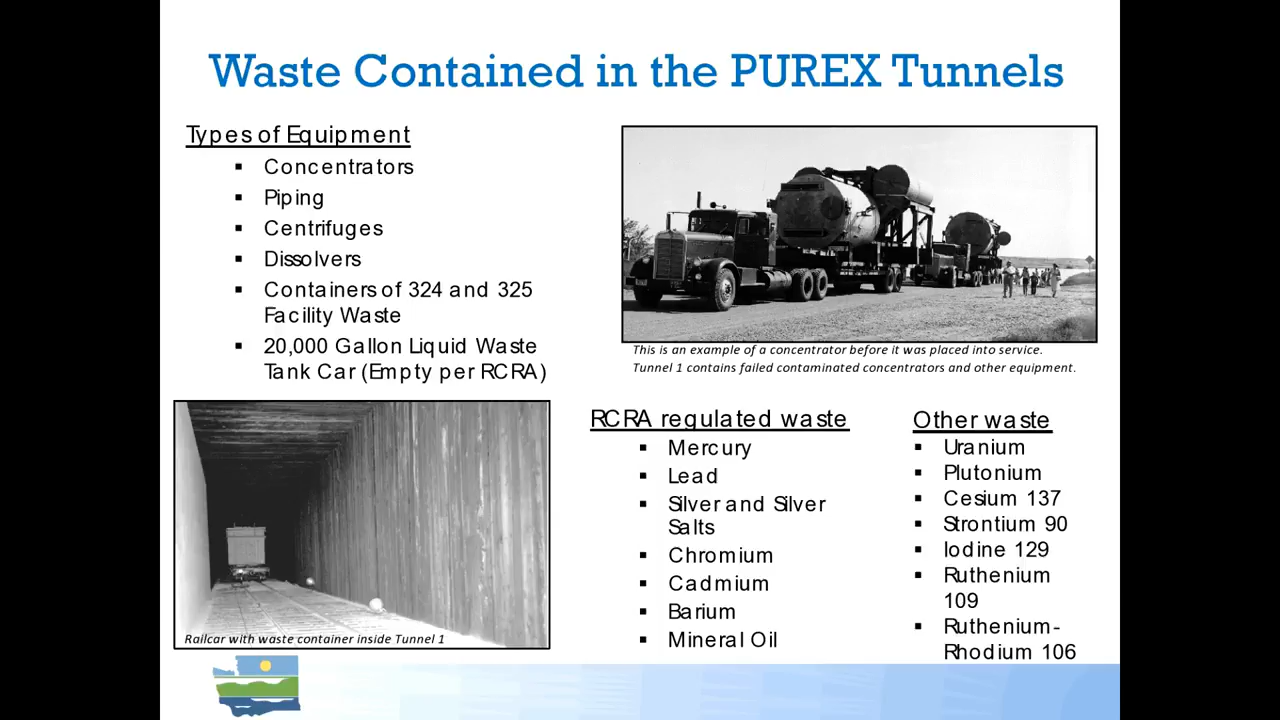 Waste Contained in the PUREX Tunnels
Types of Equipment
▪ Concentrators
▪ Piping
▪ Centrifuges
▪ Dissolvers
▪ Containers of 324 and 325
Facility Waste
▪ 20,000 Gallon Liquid Waste
Tank Car (Empty per RCRA)
This is an example of a concentrator before it was placed into service.
Tunnel 1 contains failed contaminated concentrators and other equipment.
Railcar with waste container inside Tunnel 1
RCRA regulated waste
▪ Mercury
▪ Lead
▪ Silver and Silver
Salts
▪ Chromium
▪ Cadmium
▪ Barium
▪ Mineral Oil
Other waste
▪ Uranium
▪ Plutonium
▪ Cesium 137
▪ Strontium 90
▪ Iodine 129
▪ Ruthenium
109
▪ Ruthenium-
Rhodium 106